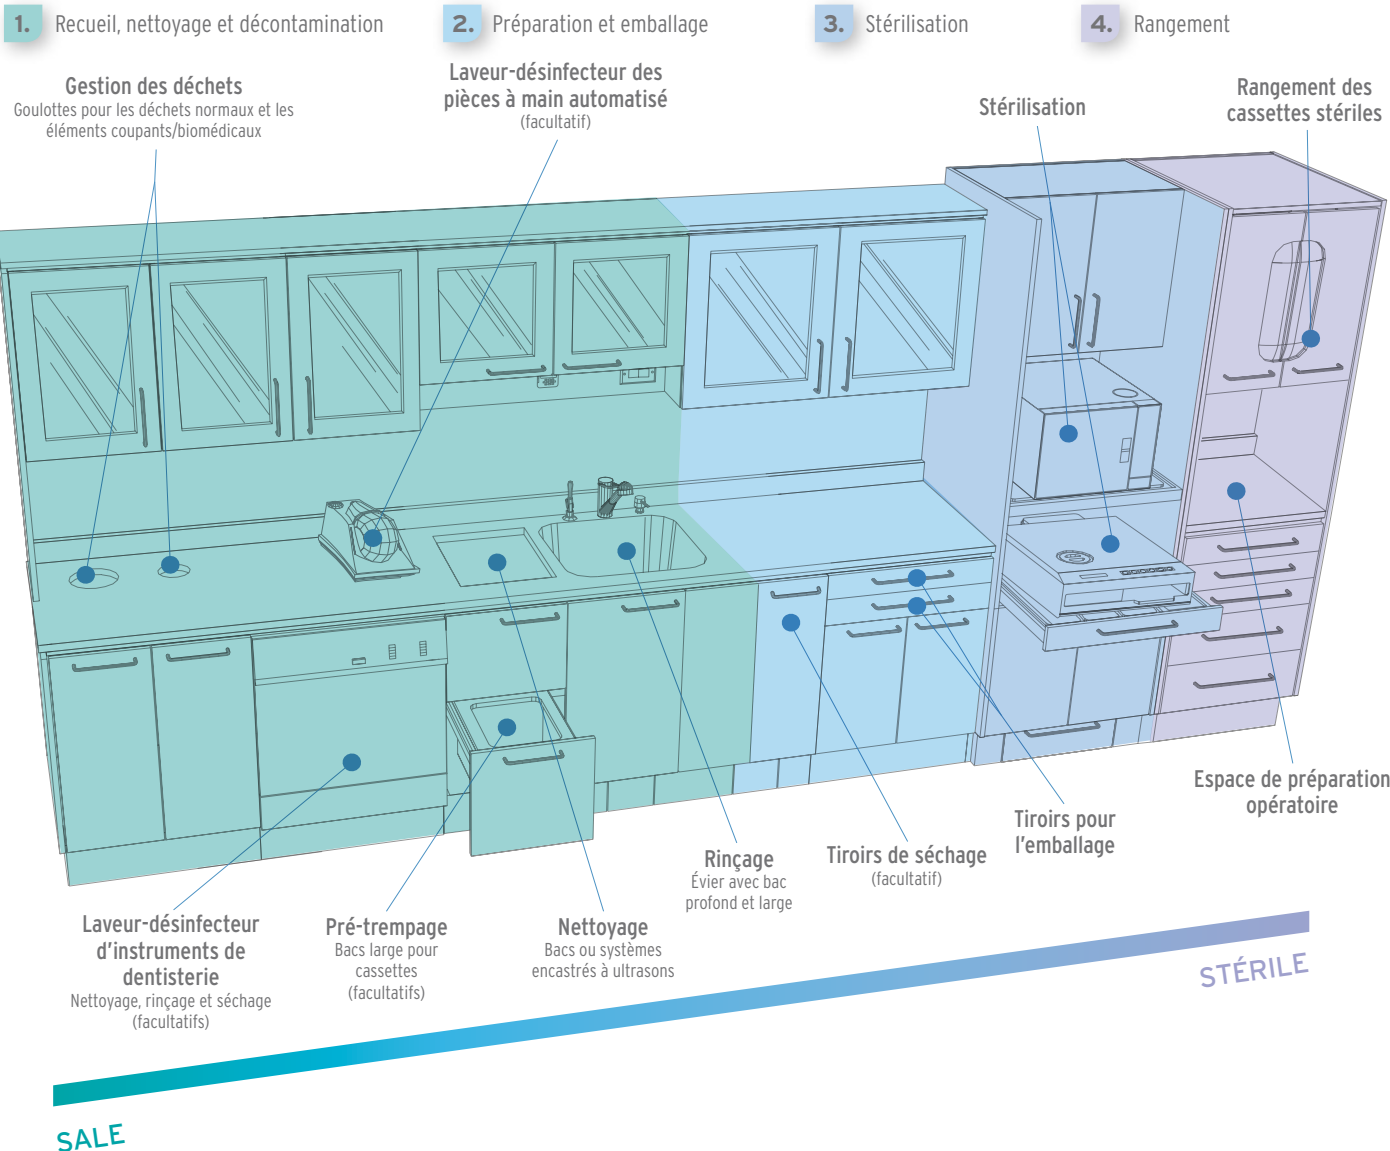 1. Recueil, nettoyage et décontamination
2. Préparation et emballage
3. Stérilisation
4. Rangement
Gestion des déchets
Goulottes pour les déchets normaux et les
éléments coupants/biomédicaux
Laveur-désinfecteur des
pièces à main automatisé
(facultatif)
Stérilisation
Rangement des
cassettes stériles
Espace de préparation
opératoire
Tiroirs pour
l'emballage
Tiroirs de séchage
(facultatif)
Rinçage
Évier avec bac
profond et large
Nettoyage
Bacs ou systèmes
encastrés à ultrasons
Pré-trempage
Bacs large pour
cassettes
(facultatifs)
Laveur-désinfecteur
d'instruments de
dentisterie
Nettoyage, rinçage et séchage
(facultatifs)
STÉRILE
SALE